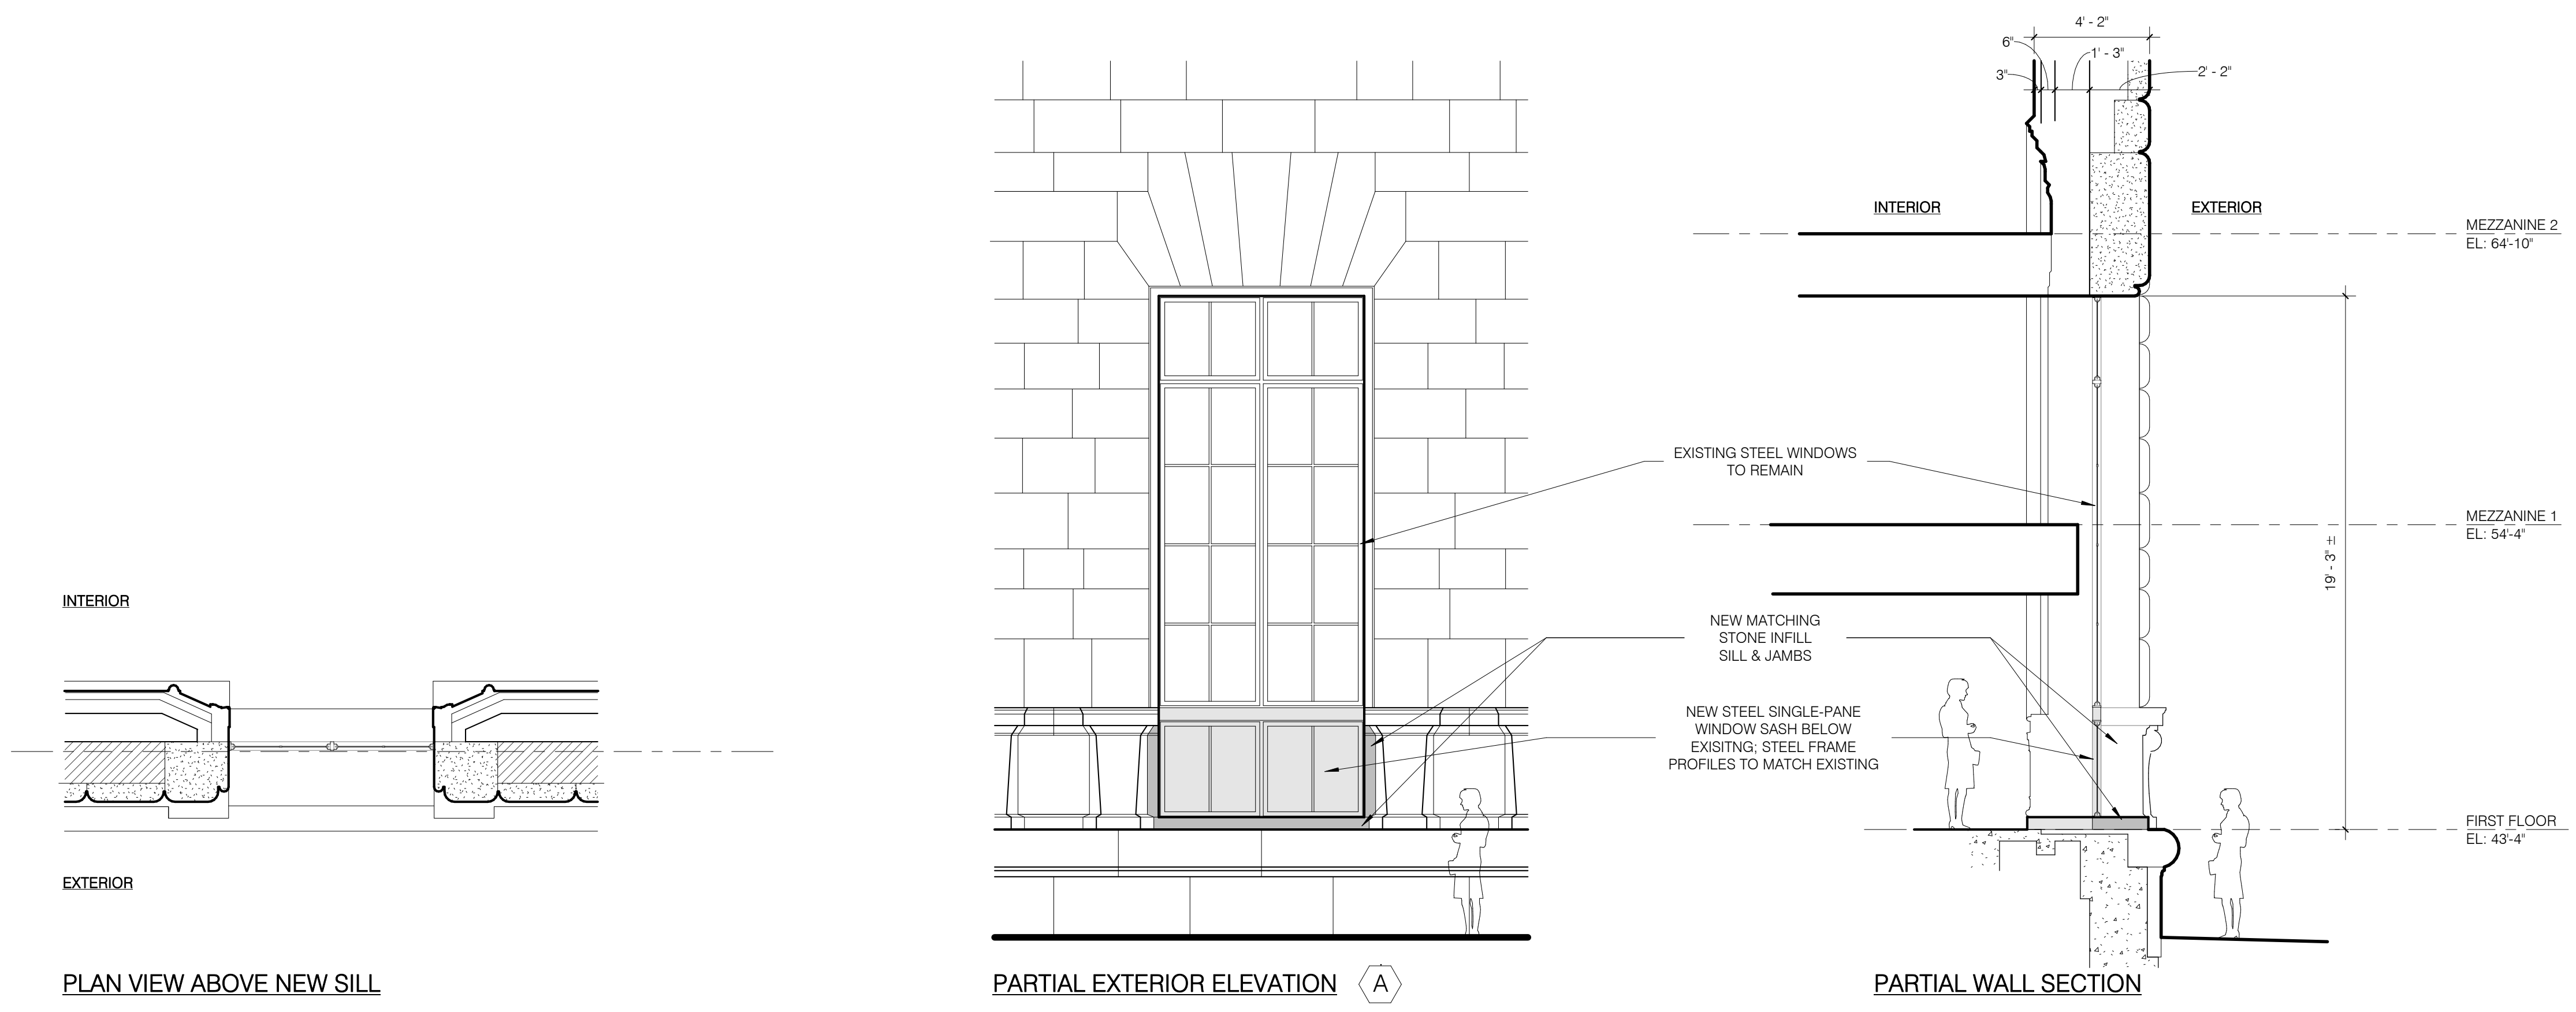 4' - 2"
6"
1' - 3"
3"
2' - 2"
INTERIOR
EXTERIOR
MEZZANINE 2
EL: 64'-10"
EXISTING STEEL WINDOWS
TO REMAIN
MEZZANINE 1
EL: 54'-4"
19' - 3" ±
INTERIOR
NEW MATCHING
STONE INFILL
SILL & JAMBS
NEW STEEL SINGLE-PANE
WINDOW SASH BELOW
EXISITNG; STEEL FRAME
PROFILES TO MATCH EXISTING
FIRST FLOOR
EL: 43'-4"
EXTERIOR
PLAN VIEW ABOVE NEW SILL
PARTIAL EXTERIOR ELEVATION
A
PARTIAL WALL SECTION